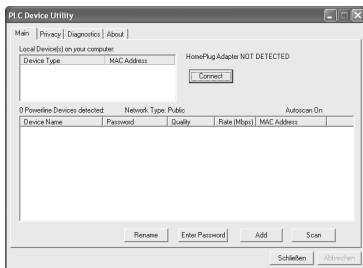 PLC Device Utility
Main Privacy Diagnostics About
Local Device(s) on your computer:
Device Type MAC Address
HomePlug Adapter NOT DETECTED
Connect
0 Powerline Devices detected: Network Type: Public Autoscan On
Device Name Password Quality Rate (Mbps) MAC Address
Rename Enter Password Add Scan
Schließen Abbrechen